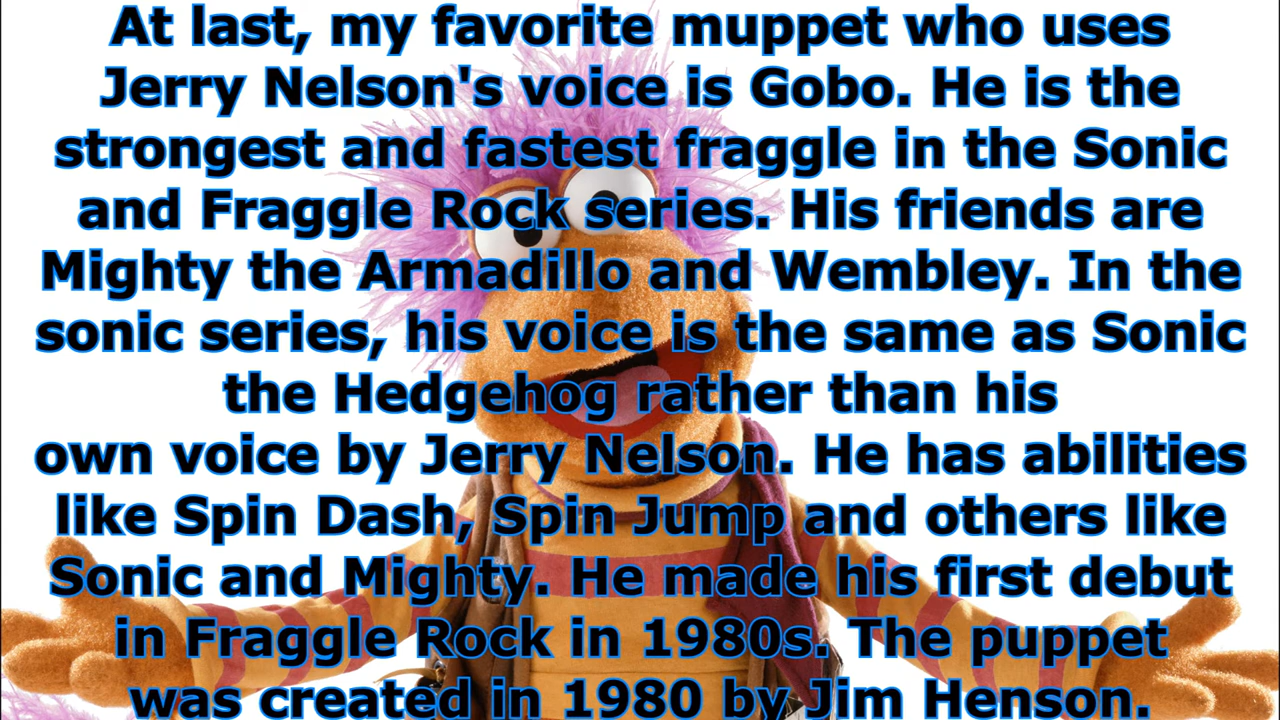 At last, my favorite muppet who uses
Jerry Nelson's voice is Gobo. He is the
strongest and fastest fraggle in the Sonic
and Fraggle Rock series. His friends are
Mighty the Armadillo and Wembley. In the
sonic series, his voice is the same as Sonic
the Hedgehog rather than his
own voice by Jerry Nelson. He has abilities
like Spin Dash, Spin Jump and others like
Sonic and Mighty. He made his first debut
in Fraggle Rock in 1980s. The puppet
was created in 1980 by Jim Henson.